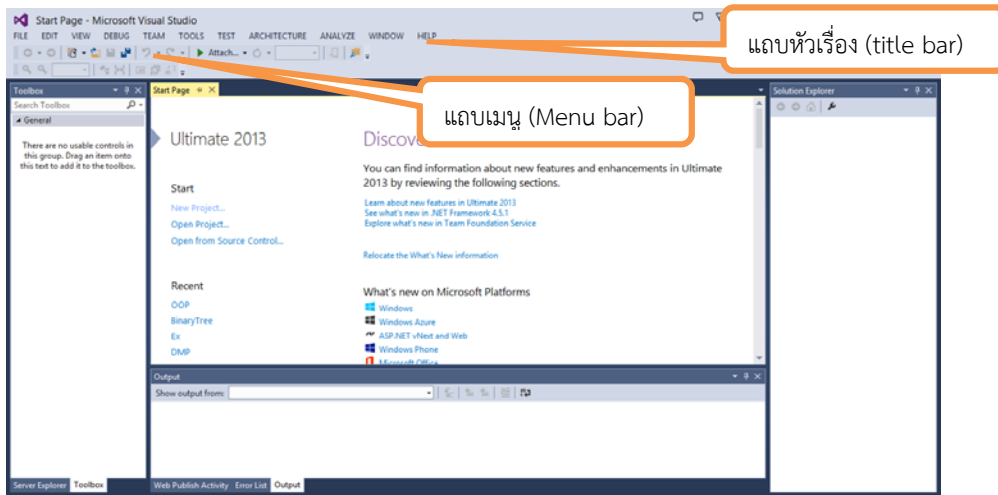 Start Page - Microsoft Visual Studio
FILE EDIT VIEW DEBUG TEAM TOOLS TEST ARCHITECTURE ANALYZE WINDOW HELP
แถบหัวเรื่อง (title bar)
Attach...
แถบเมนู (Menu bar)
Toolbox
Search Toolbox
General
There are no usable controls in
this group. Drag an item onto
this text to add it to the toolbox.
Start Page
Ultimate 2013
Start
New Project...
Open Project...
Open from Source Control...
Recent
OOP
BinaryTree
Ex
DMP
You can find information about new features and enhancements in Ultimate
2013 by reviewing the following sections.
Learn about new features in Ultimate 2013
See what's new in .NET Framework 4.5.1
Explore what's new in Team Foundation Service
Relocate the What's New information
What's new on Microsoft Platforms
Windows
Windows Azure
ASP.NET vNext and Web
Windows Phone
Microsoft Office
Solution Explorer
Output
Show output from:
Server Explorer Toolbox
Web Publish Activity Error List Output